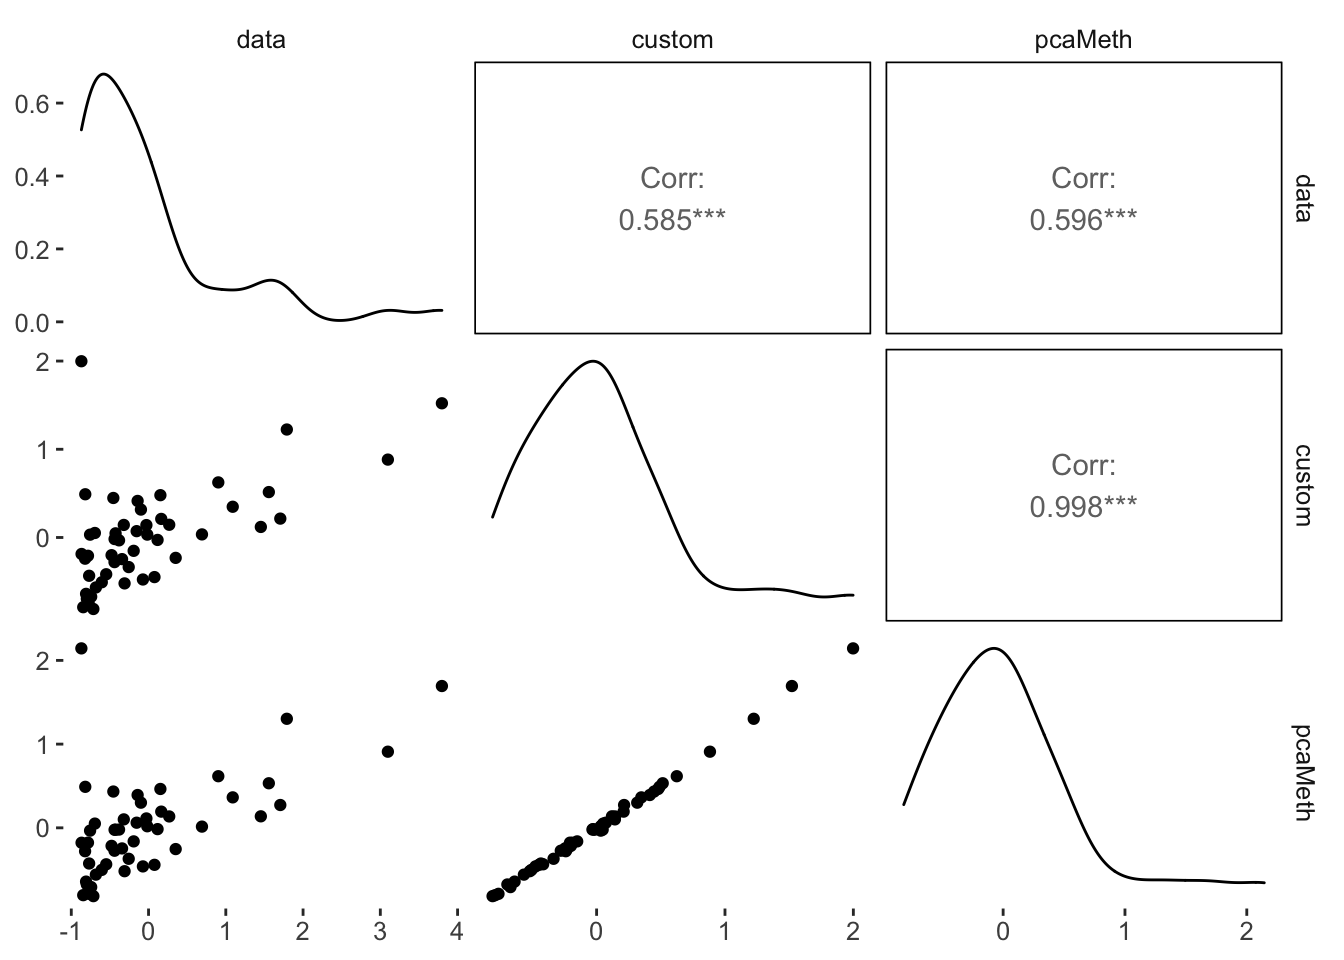 data custom pcaMeth
0.6
0.4
0.2
0.0
Corr:
0.585***
Corr:
0.596***
data
2
1
0
Corr:
0.998***
custom
2
1
0
pcaMeth
-1 0 1 2 3 4 0 1 2 0 1 2